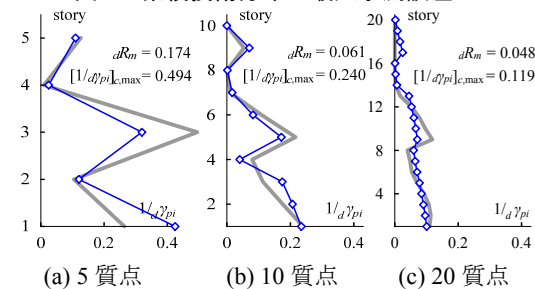 story
5
4
3
2
1
0
0.2
0.4
dRm = 0.174
[1/dγpi]c,max = 0.494
1/dγpi
(a) 5 質点
story
10
8
6
4
2
0
0.2
0.4
dRm = 0.061
[1/dγpi]c,max = 0.240
1/dγpi
(b) 10 質点
story
20
16
12
8
4
0
0.2
0.4
dRm = 0.048
[1/dγpi]c,max = 0.119
1/dγpi
(c) 20 質点